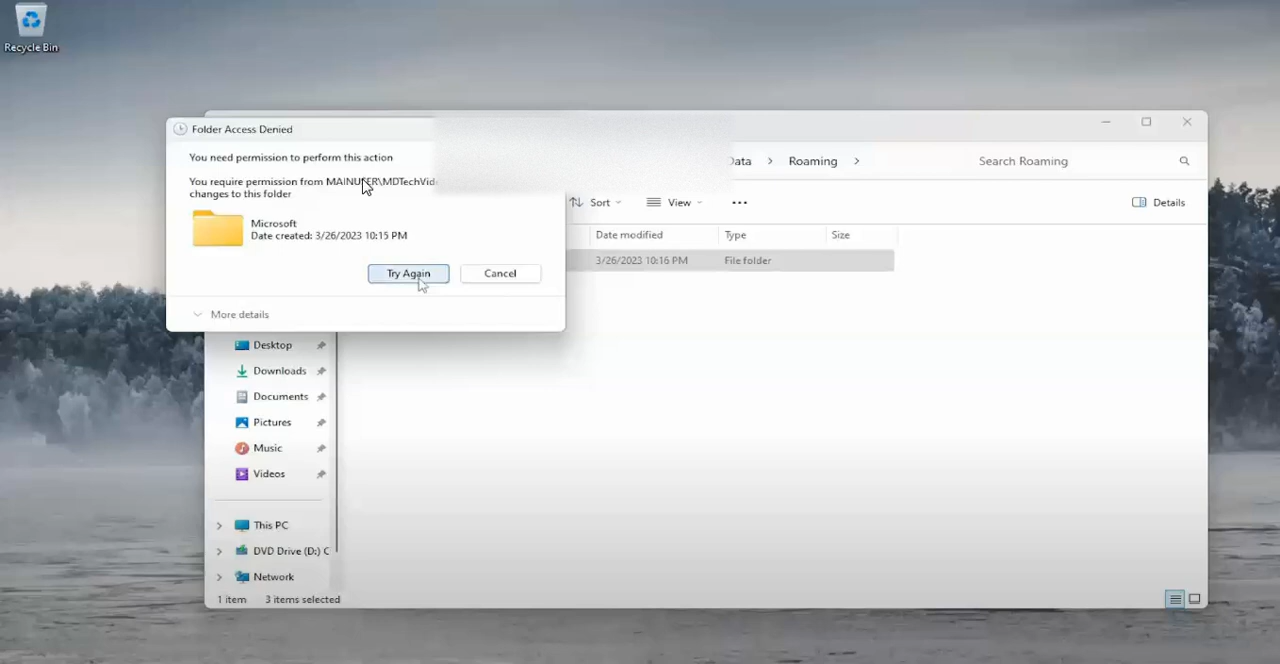 Recycle Bin
Folder Access Denied
You need permission to perform this action
You require permission from MAINUSER\MDTechVide
changes to this folder
Microsoft
Date created: 3/26/2023 10:15 PM
Try Again
Cancel
More details
Data > Roaming >
Search Roaming
Sort
View
Details
Date modified
Type
Size
3/26/2023 10:16 PM
File folder
Desktop
Downloads
Documents
Pictures
Music
Videos
This PC
DVD Drive (D:) C
Network
1 item
3 items selected